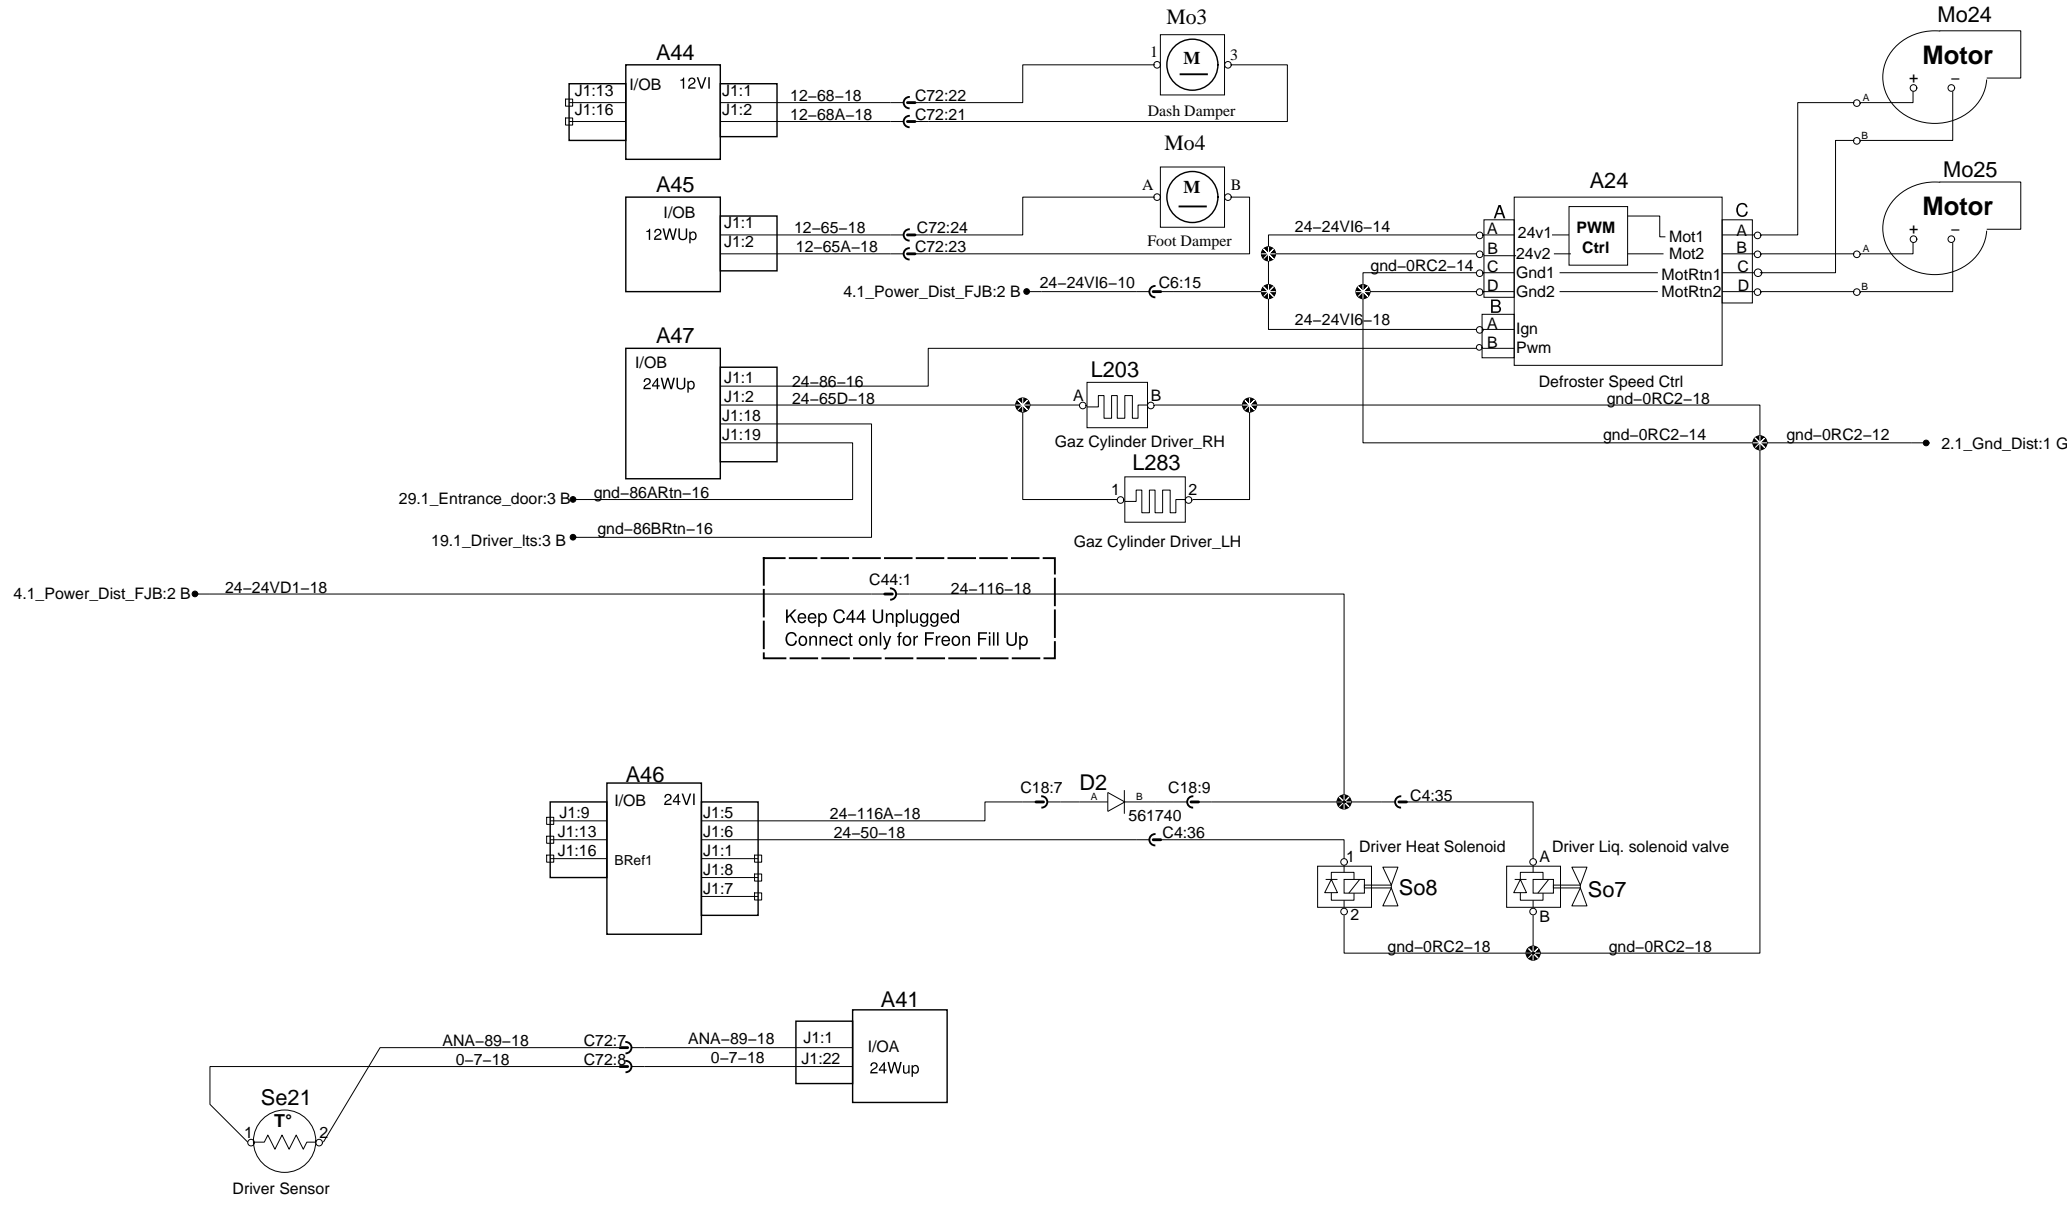 Mo3
Mo24
A44
1 M 3
Motor
I/OB 12VI
+ −
J1:13 J1:1 12−68−18 C72:22
A
J1:16 J1:2 12−68A−18 C72:21
Dash Damper
B
Mo4
Mo25
A45
A M B
A24
Motor
I/OB
12WUp
J1:1 12−65−18 C72:24
J1:2 12−65A−18 C72:23
Foot Damper
+ −
A C
24−24VI6−14 A 24v1 PWM Ctrl Mot1 A
B 24v2 Mot2 B A
gnd−0RC2−14 C Gnd1 MotRtn1 C
4.1_Power_Dist_FJB:2 B 24−24VI6−10 C6:15 D Gnd2 MotRtn2 D B
B
24−24VI6−18 A Ign
B Pwm
Defroster Speed Ctrl
A47
I/OB
24WUp
J1:1 24−86−16
J1:2 24−65D−18
J1:18
J1:19
L203
A B
Gaz Cylinder Driver_RH
gnd−0RC2−18
gnd−0RC2−14 gnd−0RC2−12 2.1_Gnd_Dist:1 G
L283
1 2
Gaz Cylinder Driver_LH
29.1_Entrance_door:3 B gnd−86ARtn−16
19.1_Driver_lts:3 B gnd−86BRtn−16
4.1_Power_Dist_FJB:2 B 24−24VD1−18 C44:1 24−116−18
Keep C44 Unplugged
Connect only for Freon Fill Up
A46
I/OB 24VI
J1:9 J1:5 24−116A−18
J1:13 J1:6 24−50−18
J1:16 BRef1 J1:1
J1:8
J1:7
C18:7 A D2 B C18:9 C4:35
561740
C4:36
1 Driver Heat Solenoid A Driver Liq. solenoid valve
So8 So7
2 B
gnd−0RC2−18 gnd−0RC2−18
A41
ANA−89−18 C72:7 ANA−89−18 J1:1 I/OA
0−7−18 C72:8 0−7−18 J1:22 24Wup
Se21
T°
1 2
Driver Sensor